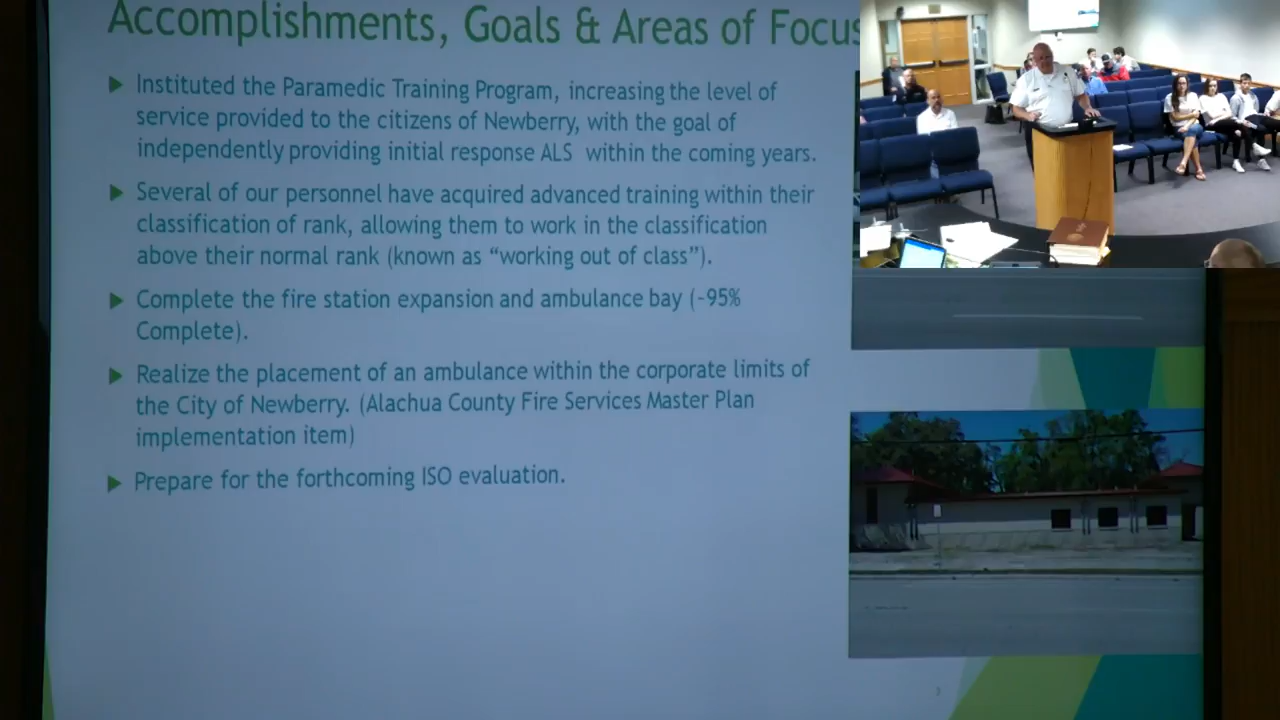 Accomplishments, Goals & Areas of Focus
Instituted the Paramedic Training Program, increasing the level of
service provided to the citizens of Newberry, with the goal of
independently providing initial response ALS within the coming years.
Several of our personnel have acquired advanced training within their
classification of rank, allowing them to work in the classification
above their normal rank (known as “working out of class”).
Complete the fire station expansion and ambulance bay (~95%
Complete).
Realize the placement of an ambulance within the corporate limits of
the City of Newberry. (Alachua County Fire Services Master Plan
implementation item)
Prepare for the forthcoming ISO evaluation.